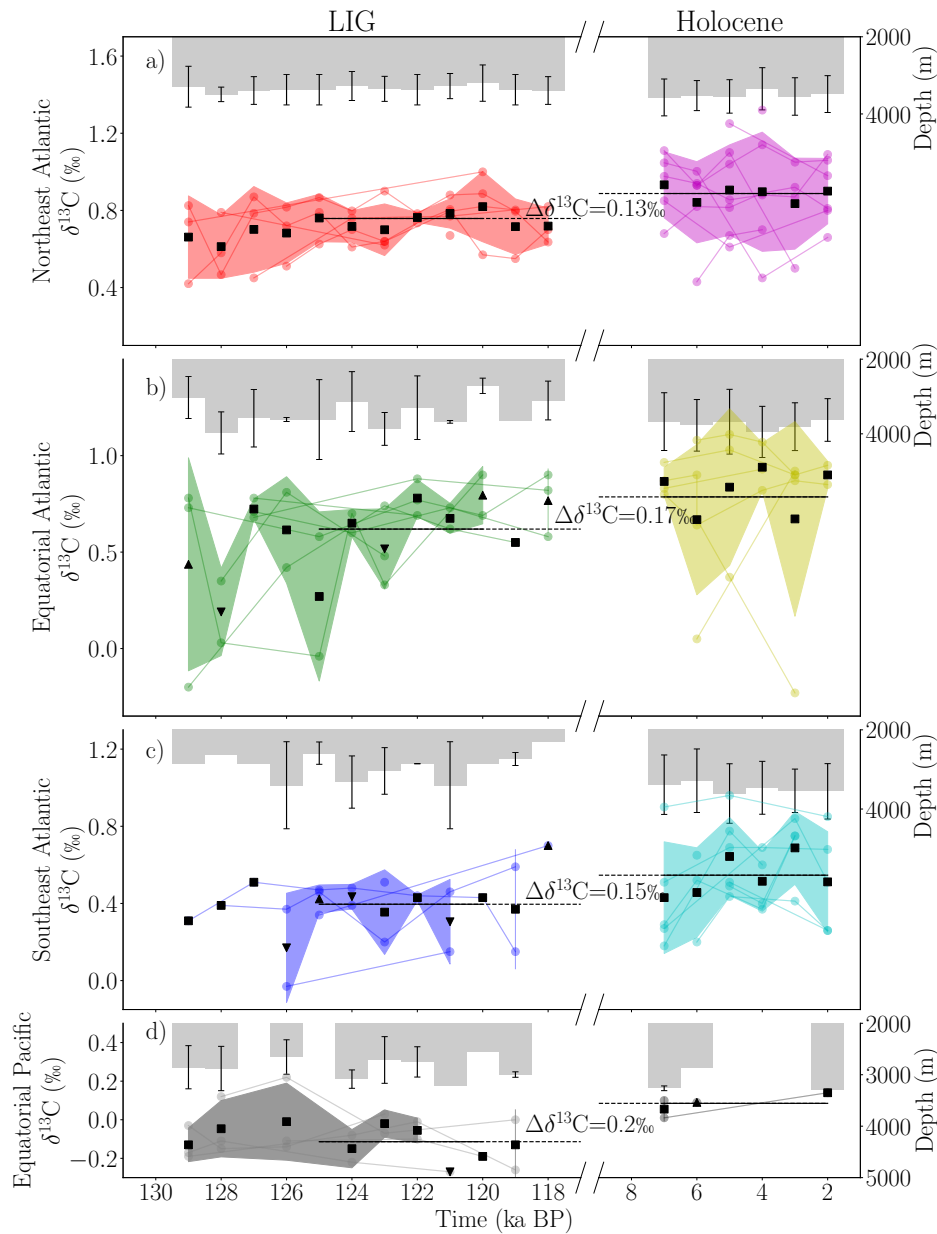 LIG Holocene
a)
Northeast Atlantic
δ¹³C (‰)
1.6
1.2
0.8
0.4
2000
4000
Depth (m)
Δδ¹³C=0.13‰
b)
Equatorial Atlantic
δ¹³C (‰)
1.0
0.5
0.0
2000
4000
Depth (m)
Δδ¹³C=0.17‰
c)
Southeast Atlantic
δ¹³C (‰)
1.2
0.8
0.4
0.0
2000
4000
Depth (m)
Δδ¹³C=0.15‰
d)
Equatorial Pacific
δ¹³C (‰)
0.4
0.2
0.0
−0.2
2000
3000
4000
5000
Depth (m)
Δδ¹³C=0.2‰
130 128 126 124 122 120 118 8 6 4 2
Time (ka BP)